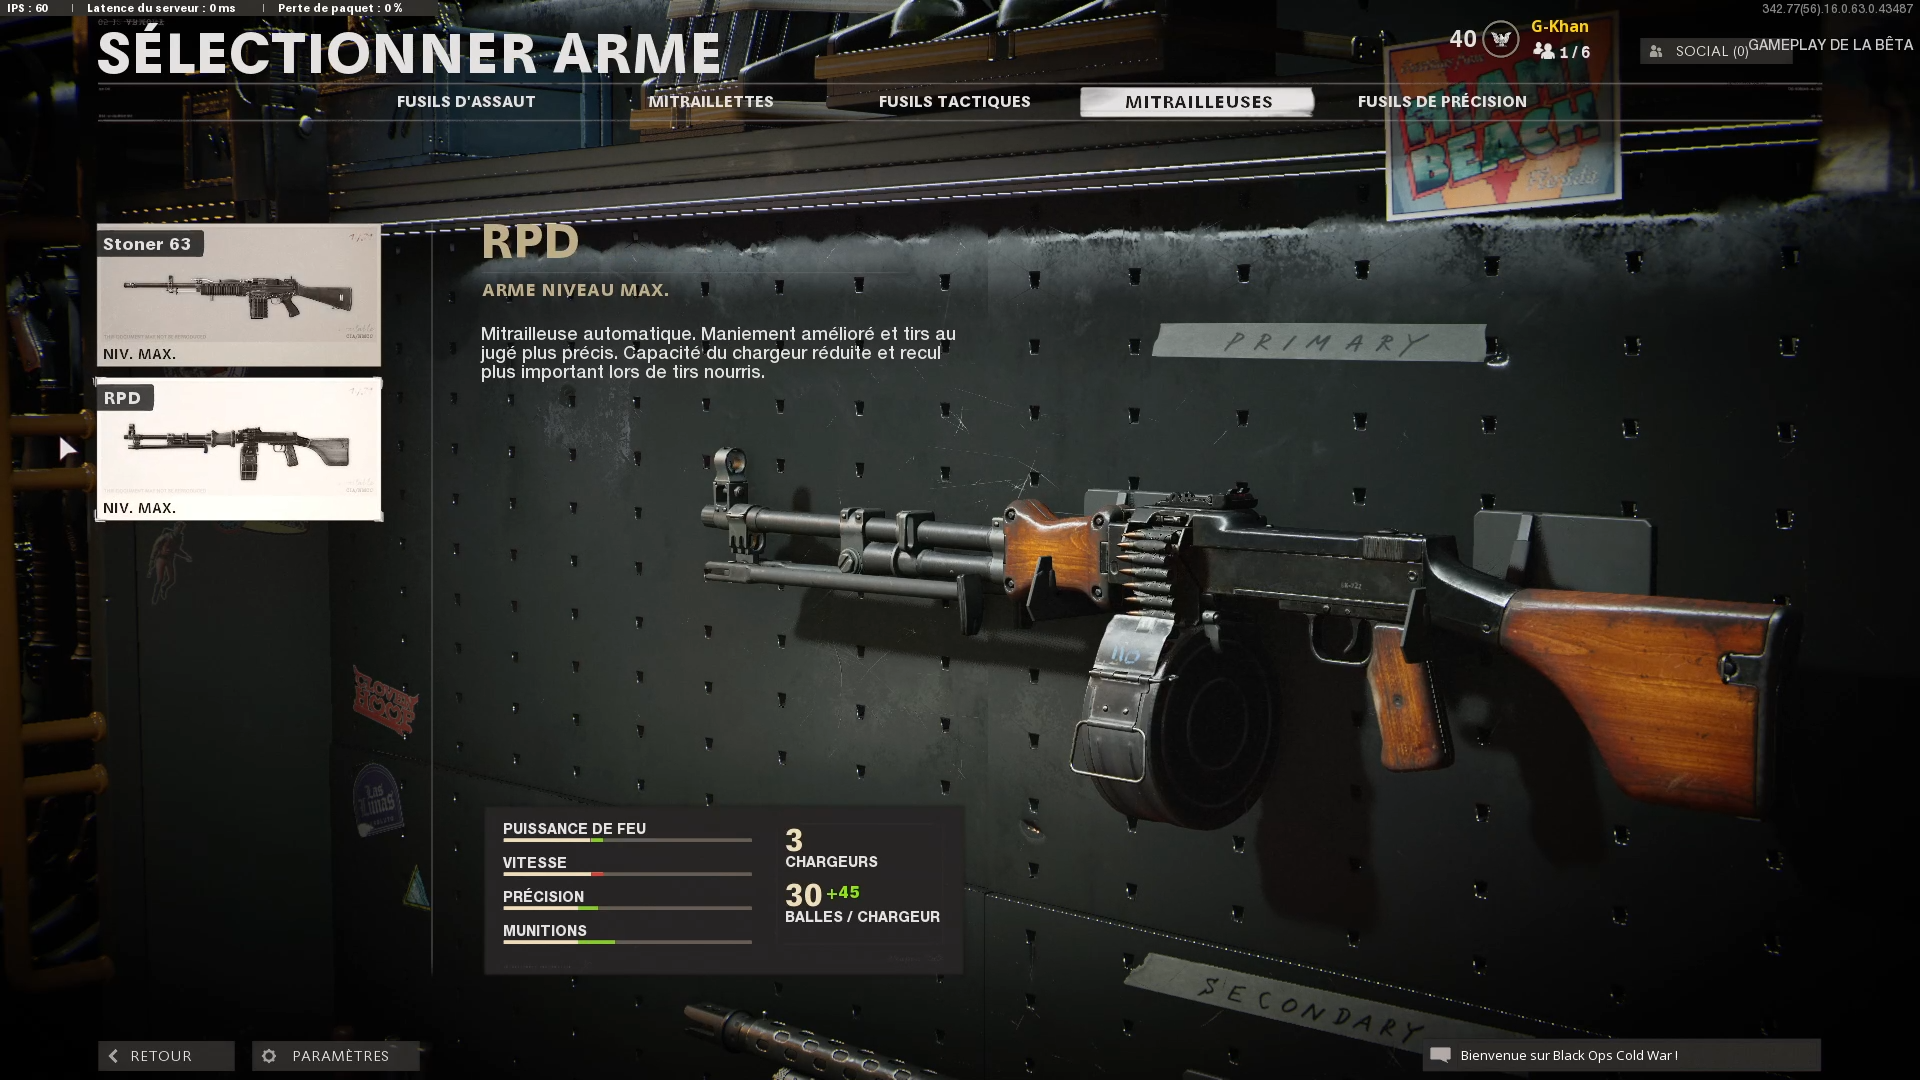 IPS : 60 | Latence du serveur : 0 ms | Perte de paquet : 0 %
342.77(56).16.0.63.0.43487
SÉLECTIONNER ARME
40
G-Khan
1 / 6
SOCIAL (0)
GAMEPLAY DE LA BÊTA
FUSILS D'ASSAUT
MITRAILLETTES
FUSILS TACTIQUES
MITRAILLEUSES
FUSILS DE PRÉCISION
MIAMI
BEACH
Florida
Stoner 63
NIV. MAX.
RPD
NIV. MAX.
RPD
ARME NIVEAU MAX.
Mitrailleuse automatique. Maniement amélioré et tirs au
jugé plus précis. Capacité du chargeur réduite et recul
plus important lors de tirs nourris.
PRIMARY
Las
Lunas
PUISSANCE DE FEU
VITESSE
PRÉCISION
MUNITIONS
3
CHARGEURS
30 +45
BALLES / CHARGEUR
SECONDARY
RETOUR
PARAMÈTRES
Bienvenue sur Black Ops Cold War !